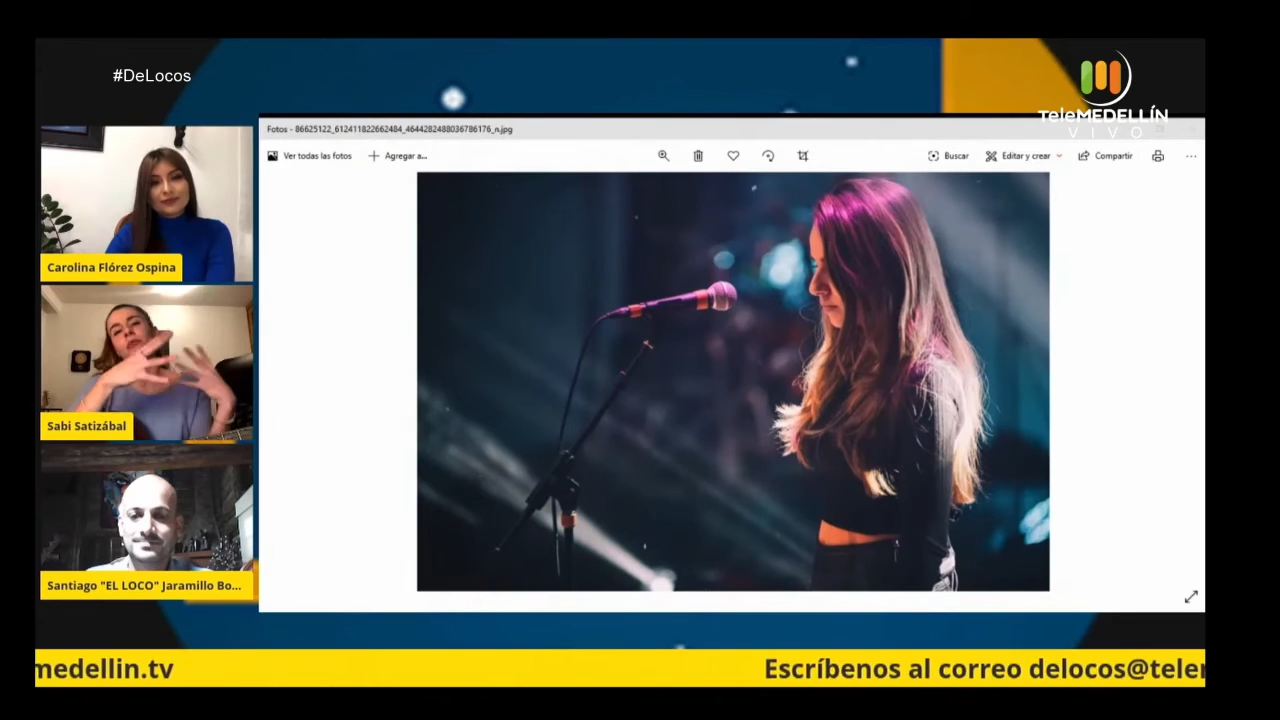 #DeLocos
TeleMEDELLÍN
VIVO
Fotos - 86625122_612411822662484_4644282488036786176_n.jpg
Ver todas las fotos
Agregar a...
Buscar
Editar y crear
Compartir
Carolina Flórez Ospina
Sabi Satizábal
Santiago "EL LOCO" Jaramillo Bo...
medellin.tv
Escríbenos al correo delocos@teler